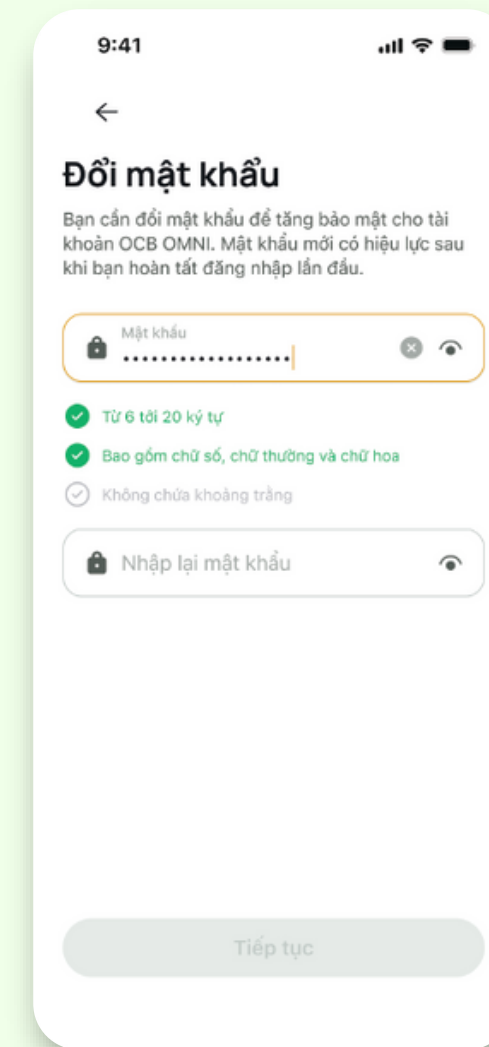 9:41
Đổi mật khẩu
Bạn cần đổi mật khẩu để tăng bảo mật cho tài
khoản OCB OMNI. Mật khẩu mới có hiệu lực sau
khi bạn hoàn tất đăng nhập lần đầu.
Mật khẩu
••••••••••••••••••
Từ 6 tới 20 ký tự
Bao gồm chữ số, chữ thường và chữ hoa
Không chứa khoảng trắng
Nhập lại mật khẩu
Tiếp tục